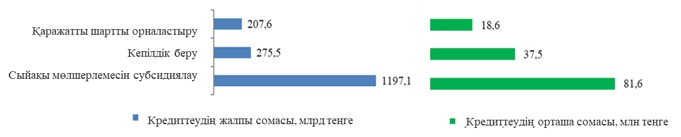 Қаражатты шартты орналастыру 207,6 18,6
Кепілдік беру 275,5 37,5
Сыйақы мөлшерлемесін субсидиялау 1197,1 81,6
Кредиттеудің жалпы сомасы, млрд теңге Кредиттеудің орташа сомасы, млн теңге